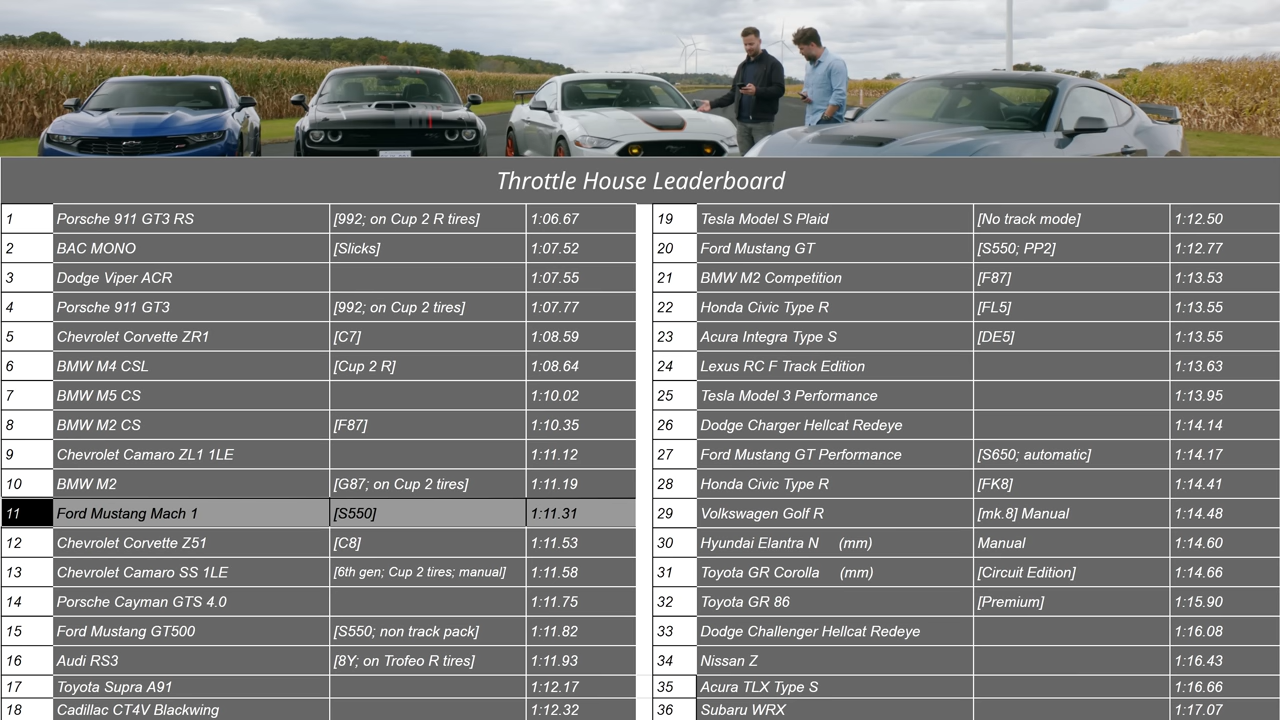 Throttle House Leaderboard
1 Porsche 911 GT3 RS [992; on Cup 2 R tires] 1:06.67
2 BAC MONO [Slicks] 1:07.52
3 Dodge Viper ACR 1:07.55
4 Porsche 911 GT3 [992; on Cup 2 tires] 1:07.77
5 Chevrolet Corvette ZR1 [C7] 1:08.59
6 BMW M4 CSL [Cup 2 R] 1:08.64
7 BMW M5 CS 1:10.02
8 BMW M2 CS [F87] 1:10.35
9 Chevrolet Camaro ZL1 1LE 1:11.12
10 BMW M2 [G87; on Cup 2 tires] 1:11.19
11 Ford Mustang Mach 1 [S550] 1:11.31
12 Chevrolet Corvette Z51 [C8] 1:11.53
13 Chevrolet Camaro SS 1LE [6th gen; Cup 2 tires; manual] 1:11.58
14 Porsche Cayman GTS 4.0 1:11.75
15 Ford Mustang GT500 [S550; non track pack] 1:11.82
16 Audi RS3 [8Y; on Trofeo R tires] 1:11.93
17 Toyota Supra A91 1:12.17
18 Cadillac CT4V Blackwing 1:12.32
19 Tesla Model S Plaid [No track mode] 1:12.50
20 Ford Mustang GT [S550; PP2] 1:12.77
21 BMW M2 Competition [F87] 1:13.53
22 Honda Civic Type R [FL5] 1:13.55
23 Acura Integra Type S [DE5] 1:13.55
24 Lexus RC F Track Edition 1:13.63
25 Tesla Model 3 Performance 1:13.95
26 Dodge Charger Hellcat Redeye 1:14.14
27 Ford Mustang GT Performance [S650; automatic] 1:14.17
28 Honda Civic Type R [FK8] 1:14.41
29 Volkswagen Golf R [mk.8] Manual 1:14.48
30 Hyundai Elantra N (mm) Manual 1:14.60
31 Toyota GR Corolla (mm) [Circuit Edition] 1:14.66
32 Toyota GR 86 [Premium] 1:15.90
33 Dodge Challenger Hellcat Redeye 1:16.08
34 Nissan Z 1:16.43
35 Acura TLX Type S 1:16.66
36 Subaru WRX 1:17.07